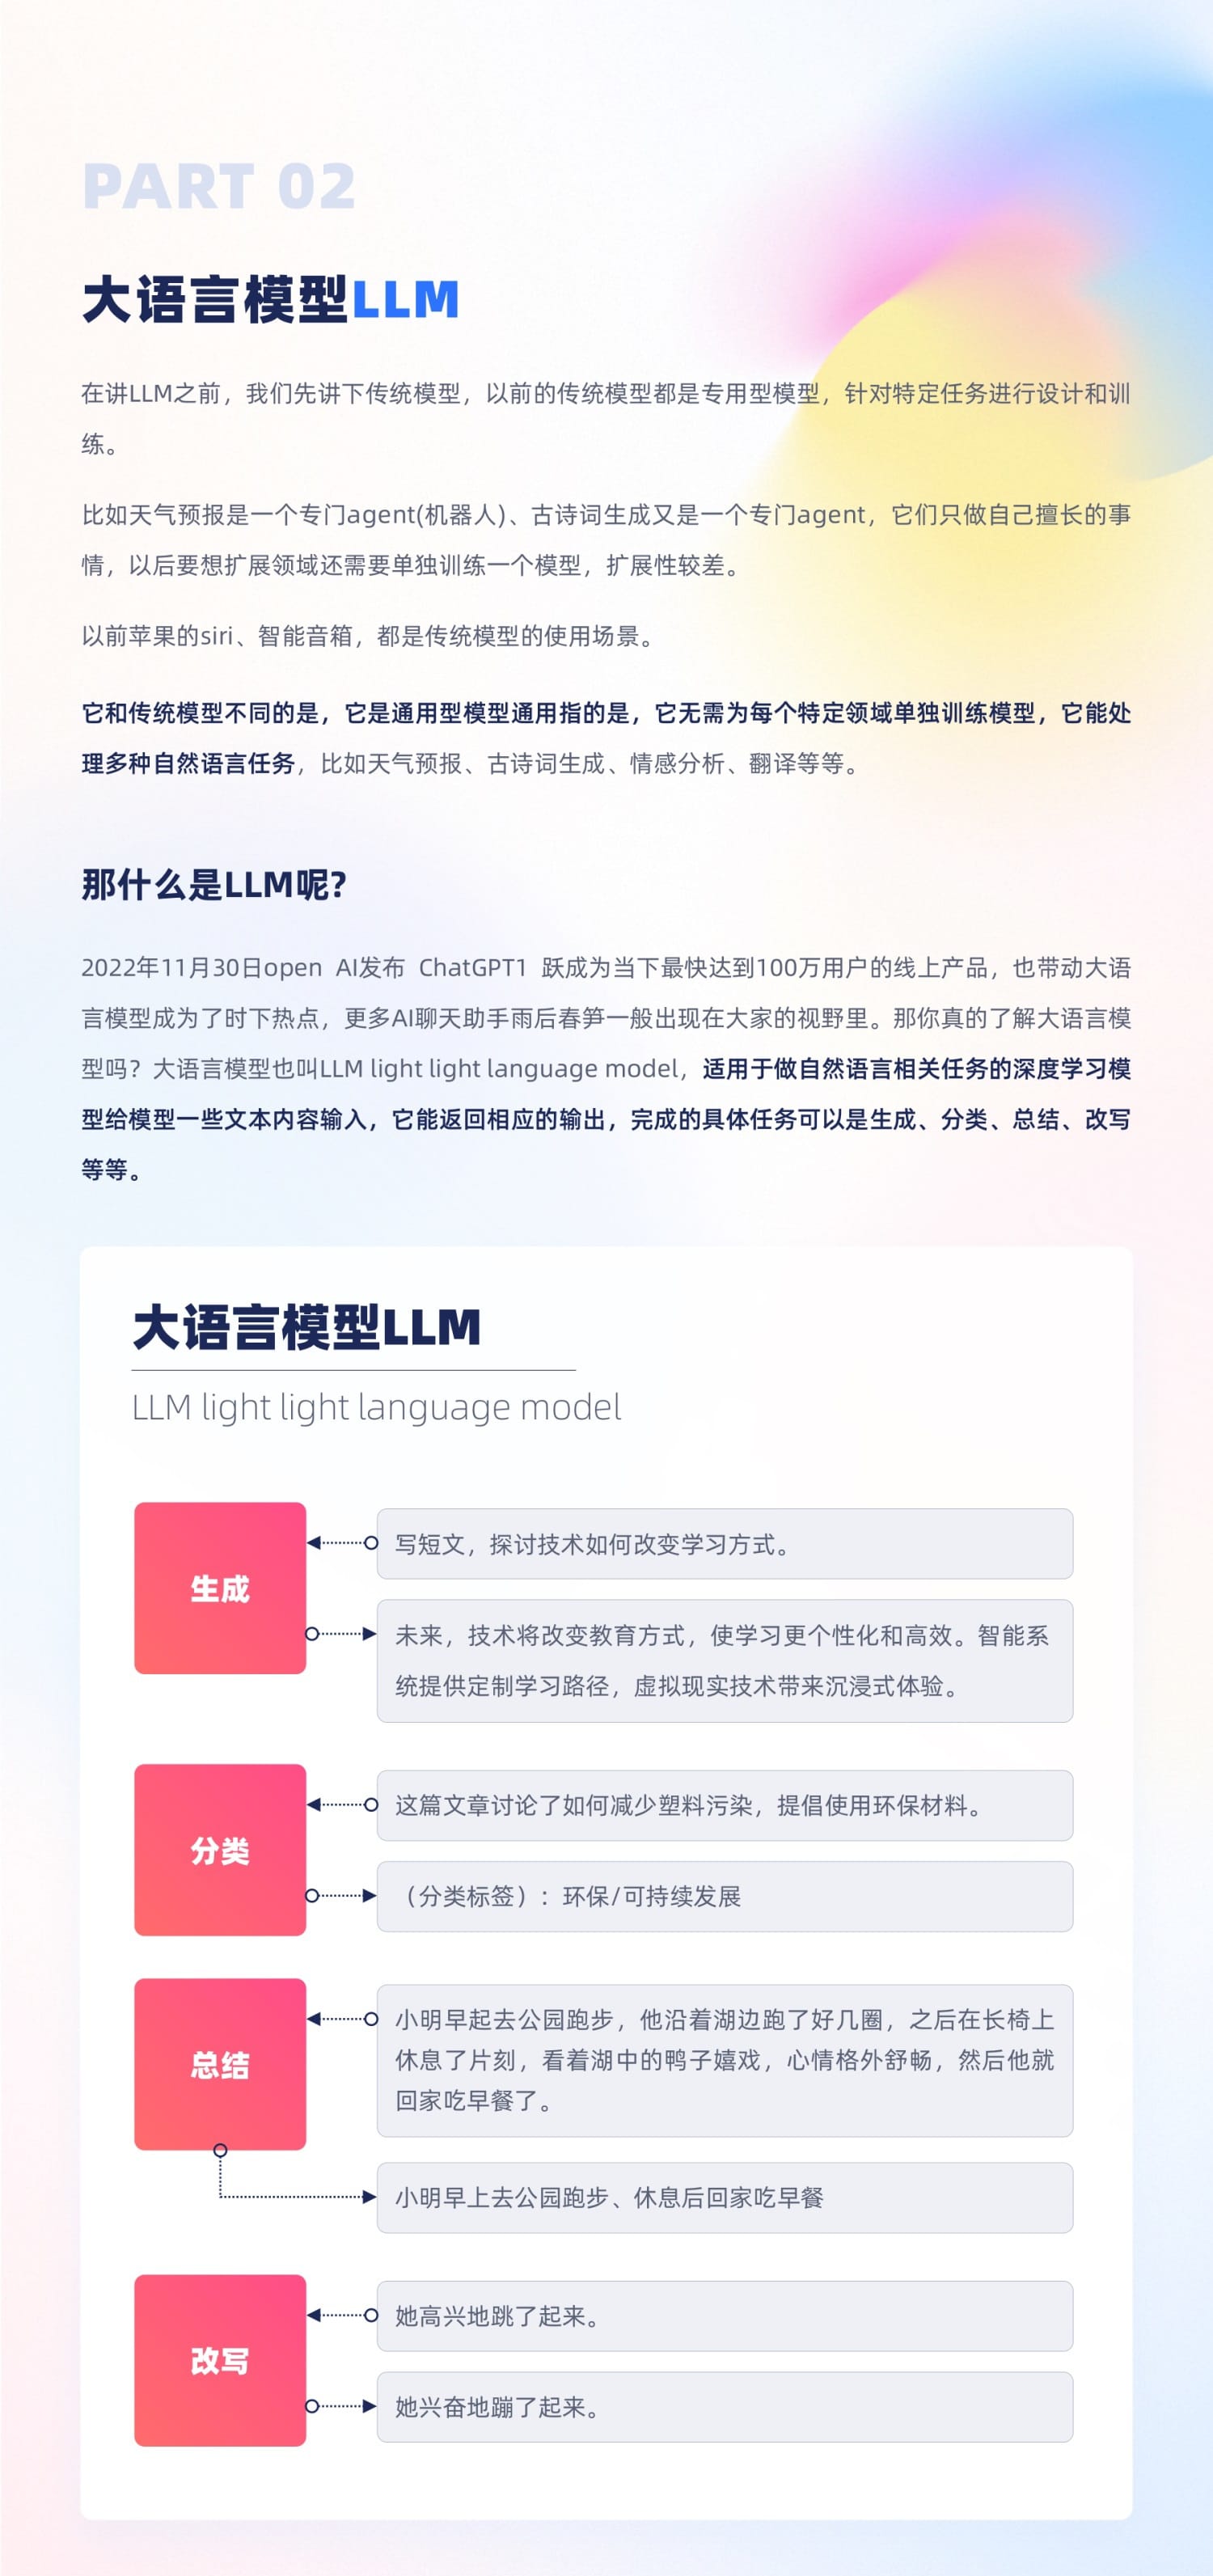 PART 02
大语言模型LLM
在讲LLM之前，我们先讲下传统模型，以前的传统模型都是专用型模型，针对特定任务进行设计和训
练。
比如天气预报是一个专门agent(机器人)、古诗词生成又是一个专门agent，它们只做自己擅长的事
情，以后要想扩展领域还需要单独训练一个模型，扩展性较差。
以前苹果的siri、智能音箱，都是传统模型的使用场景。
它和传统模型不同的是，它是通用型模型通用指的是，它无需为每个特定领域单独训练模型，它能处
理多种自然语言任务，比如天气预报、古诗词生成、情感分析、翻译等等。
那什么是LLM呢?
2022年11月30日open AI发布 ChatGPT1 跃成为当下最快达到100万用户的线上产品，也带动大语
言模型成为了时下热点，更多AI聊天助手雨后春笋一般出现在大家的视野里。那你真的了解大语言模
型吗？大语言模型也叫LLM light light language model，适用于做自然语言相关任务的深度学习模
型给模型一些文本内容输入，它能返回相应的输出，完成的具体任务可以是生成、分类、总结、改写
等等。
大语言模型LLM
LLM light light language model
生成
写短文，探讨技术如何改变学习方式。
未来，技术将改变教育方式，使学习更个性化和高效。智能系
统提供定制学习路径，虚拟现实技术带来沉浸式体验。
分类
这篇文章讨论了如何减少塑料污染，提倡使用环保材料。
（分类标签）：环保/可持续发展
总结
小明早起去公园跑步，他沿着湖边跑了好几圈，之后在长椅上
休息了片刻，看着湖中的鸭子嬉戏，心情格外舒畅，然后他就
回家吃早餐了。
小明早上去公园跑步、休息后回家吃早餐
改写
她高兴地跳了起来。
她兴奋地蹦了起来。